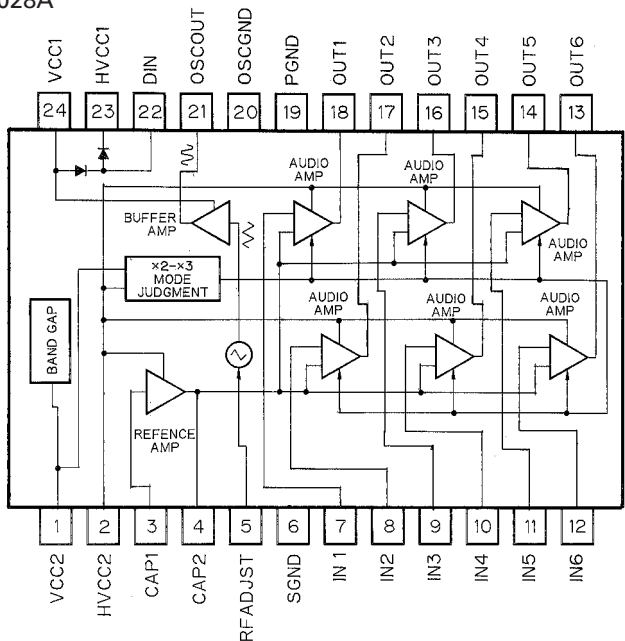 028A
VCC1
HVCC1
DIN
OSCOUT
OSCGND
PGND
OUT1
OUT2
OUT3
OUT4
OUT5
OUT6
24
23
22
21
20
19
18
17
16
15
14
13
AUDIO
AMP
AUDIO
AMP
BUFFER
AMP
AUDIO
AMP
×2-×3
MODE
JUDGMENT
BAND GAP
AUDIO
AMP
AUDIO
AMP
AUDIO
AMP
REFENCE
AMP
1
2
3
4
5
6
7
8
9
10
11
12
VCC2
HVCC2
CAP1
CAP2
RFADJST
SGND
IN1
IN2
IN3
IN4
IN5
IN6